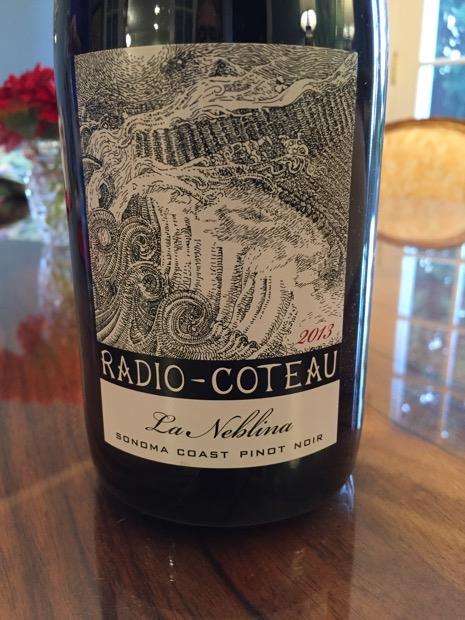 2013
RADIO-COTEAU
La Neblina
SONOMA COAST PINOT NOIR